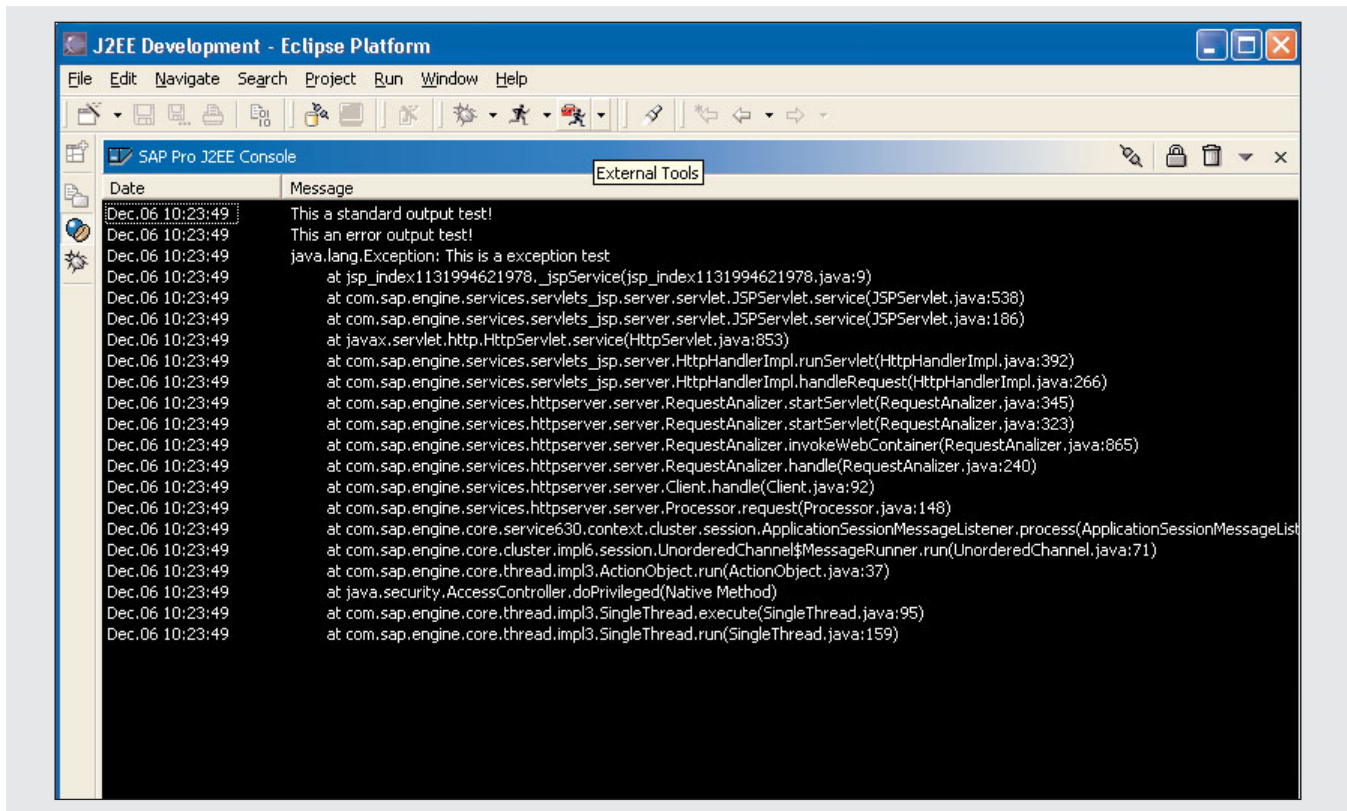 J2EE Development - Eclipse Platform
File Edit Navigate Search Project Run Window Help
SAP Pro J2EE Console
External Tools
Date Message
Dec.06 10:23:49 This a standard output test!
Dec.06 10:23:49 This an error output test!
Dec.06 10:23:49 java.lang.Exception: This is a exception test
Dec.06 10:23:49 at jsp_index1131994621978._jspService(jsp_index1131994621978.java:9)
Dec.06 10:23:49 at com.sap.engine.services.servlets_jsp.server.servlet.JSPServlet.service(JSPServlet.java:538)
Dec.06 10:23:49 at com.sap.engine.services.servlets_jsp.server.servlet.JSPServlet.service(JSPServlet.java:186)
Dec.06 10:23:49 at javax.servlet.http.HttpServlet.service(HttpServlet.java:853)
Dec.06 10:23:49 at com.sap.engine.services.servlets_jsp.server.HttpHandlerImpl.runServlet(HttpHandlerImpl.java:392)
Dec.06 10:23:49 at com.sap.engine.services.servlets_jsp.server.HttpHandlerImpl.handleRequest(HttpHandlerImpl.java:266)
Dec.06 10:23:49 at com.sap.engine.services.httpserver.server.RequestAnalizer.startServlet(RequestAnalizer.java:345)
Dec.06 10:23:49 at com.sap.engine.services.httpserver.server.RequestAnalizer.startServlet(RequestAnalizer.java:323)
Dec.06 10:23:49 at com.sap.engine.services.httpserver.server.RequestAnalizer.invokeWebContainer(RequestAnalizer.java:865)
Dec.06 10:23:49 at com.sap.engine.services.httpserver.server.RequestAnalizer.handle(RequestAnalizer.java:240)
Dec.06 10:23:49 at com.sap.engine.services.httpserver.server.Client.handle(Client.java:92)
Dec.06 10:23:49 at com.sap.engine.services.httpserver.server.Processor.request(Processor.java:148)
Dec.06 10:23:49 at com.sap.engine.core.service630.context.cluster.session.ApplicationSessionMessageListener.process(ApplicationSessionMessageList
Dec.06 10:23:49 at com.sap.engine.core.cluster.impl6.session.UnorderedChannel$MessageRunner.run(UnorderedChannel.java:71)
Dec.06 10:23:49 at com.sap.engine.core.thread.impl3.ActionObject.run(ActionObject.java:37)
Dec.06 10:23:49 at java.security.AccessController.doPrivileged(Native Method)
Dec.06 10:23:49 at com.sap.engine.core.thread.impl3.SingleThread.execute(SingleThread.java:95)
Dec.06 10:23:49 at com.sap.engine.core.thread.impl3.SingleThread.run(SingleThread.java:159)